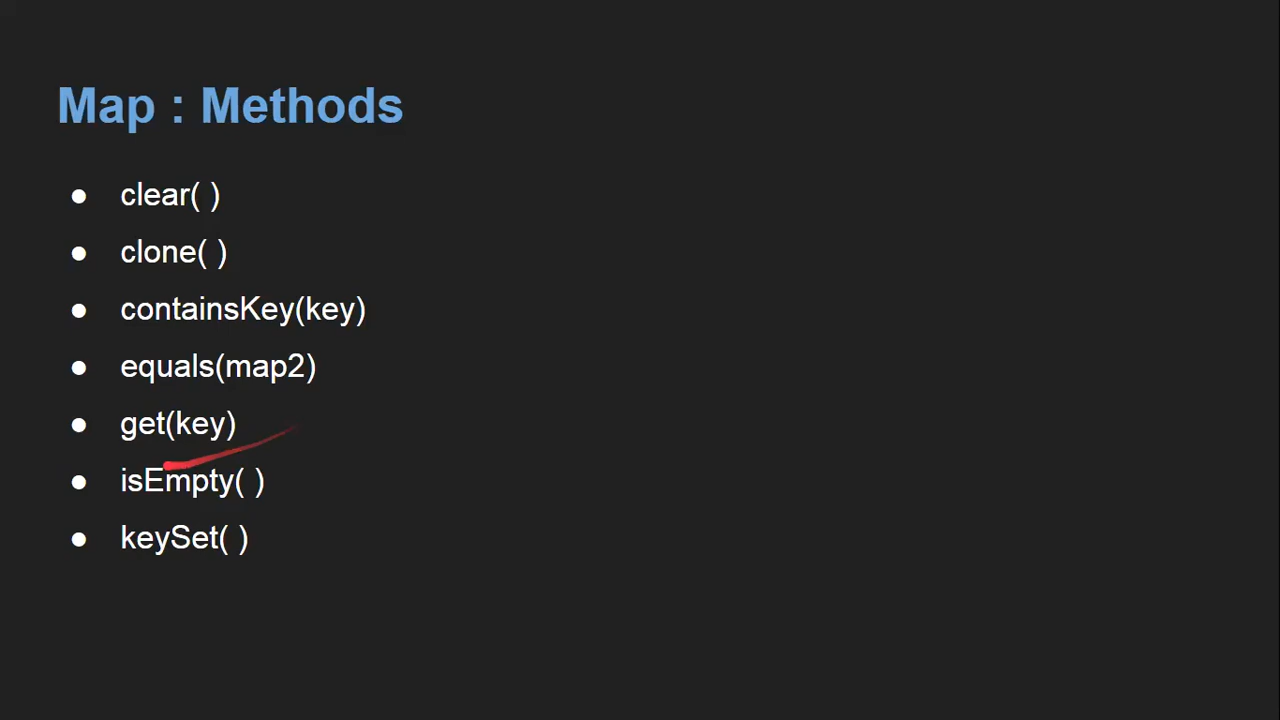 Map : Methods
● clear( )
● clone( )
● containsKey(key)
● equals(map2)
● get(key)
● isEmpty( )
● keySet( )